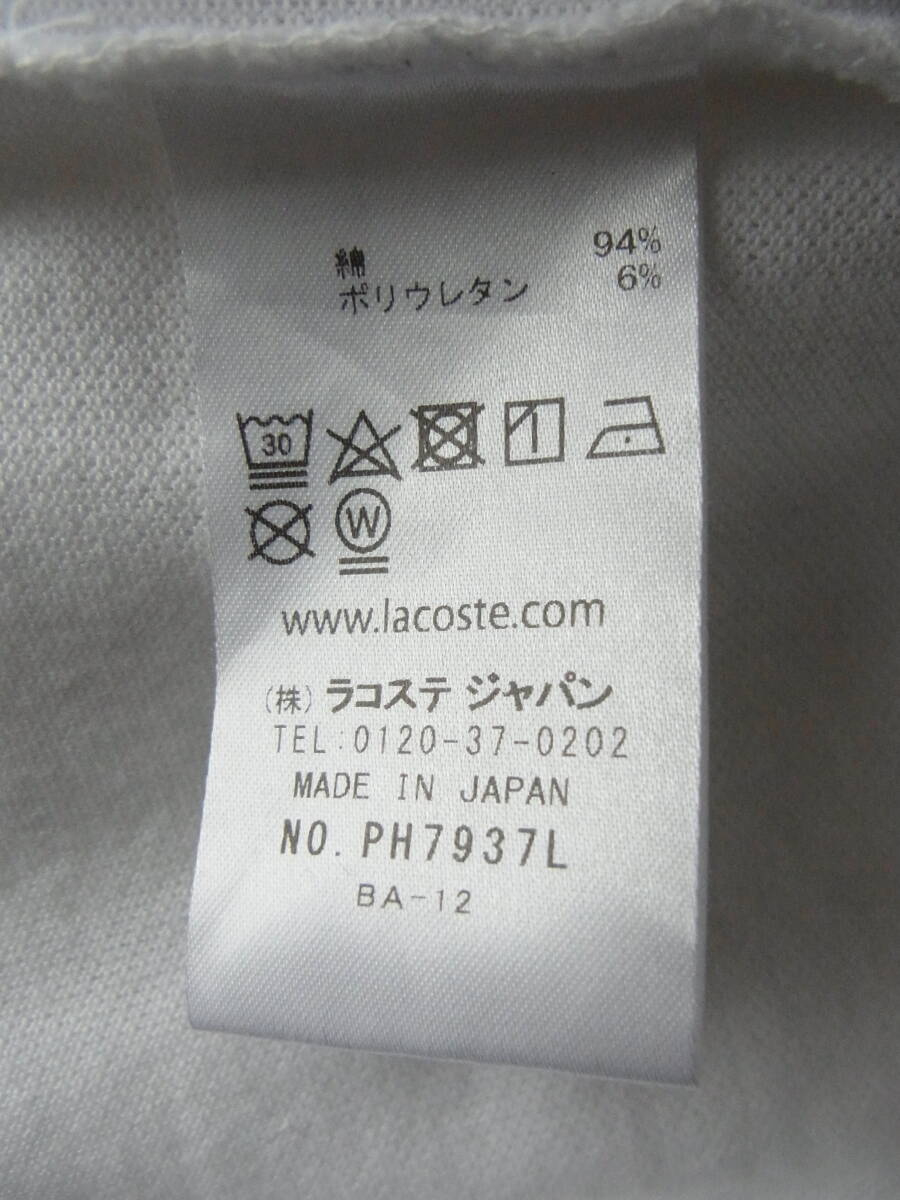 綿 94%
ポリウレタン 6%
30
W
www.lacoste.com
(株) ラコステ ジャパン
TEL:0120-37-0202
MADE IN JAPAN
NO. PH7937L
BA-12